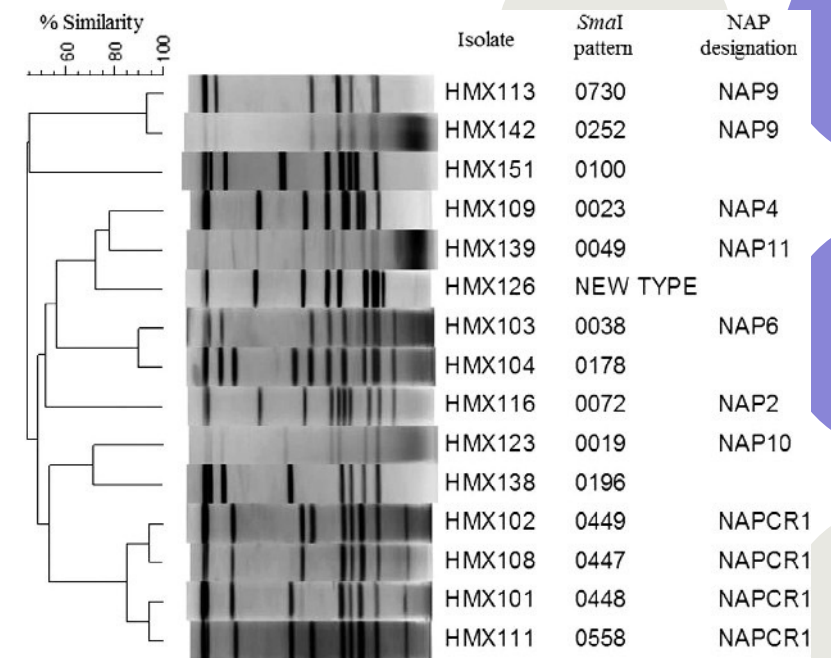 % Similarity
60 80 100
Isolate SmaI pattern NAP designation
HMX113 0730 NAP9
HMX142 0252 NAP9
HMX151 0100
HMX109 0023 NAP4
HMX139 0049 NAP11
HMX126 NEW TYPE
HMX103 0038 NAP6
HMX104 0178
HMX116 0072 NAP2
HMX123 0019 NAP10
HMX138 0196
HMX102 0449 NAPCR1
HMX108 0447 NAPCR1
HMX101 0448 NAPCR1
HMX111 0558 NAPCR1